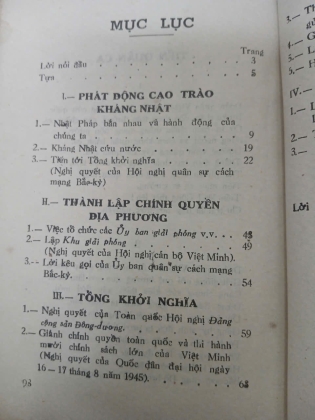 MỤC LỤC
Trang
Lời nói đầu . . . . 3
Tựa . . . . 5
I.— PHÁT ĐỘNG CAO TRÀO
KHÁNG NHẬT
1.— Nhật Pháp bắn nhau và hành động của
chúng ta . . . . 9
2.— Kháng Nhật cứu nước . . . . 19
3.— Tiến tới Tổng khởi nghĩa . . . . 22
(Nghị quyết của Hội nghị quân sự cách
mạng Bắc-kỳ)
II.— THÀNH LẬP CHÍNH QUYỀN
ĐỊA PHƯƠNG
1.— Việc tổ chức các Ủy ban giải phóng v.v... 45
2.— Lập Khu giải phóng . . . . 49
(Nghị quyết của Hội nghị cán bộ Việt Minh).
3.— Lời kêu gọi của Ủy ban quân sự cách mạng
Bắc-kỳ. . . . . 54
III.— TỔNG KHỞI NGHĨA
1.— Nghị quyết của Toàn quốc Hội nghị Đảng
cộng sản Đông-dương. . . . . 59
2.— Giành chính quyền toàn quốc và thi hành
mười chính sách lớn của Việt Minh
(Nghị quyết của Quốc dân đại hội ngày
16 — 17 tháng 8 năm 1945). . . . 65
98
3.— Th
IV.—
Lời